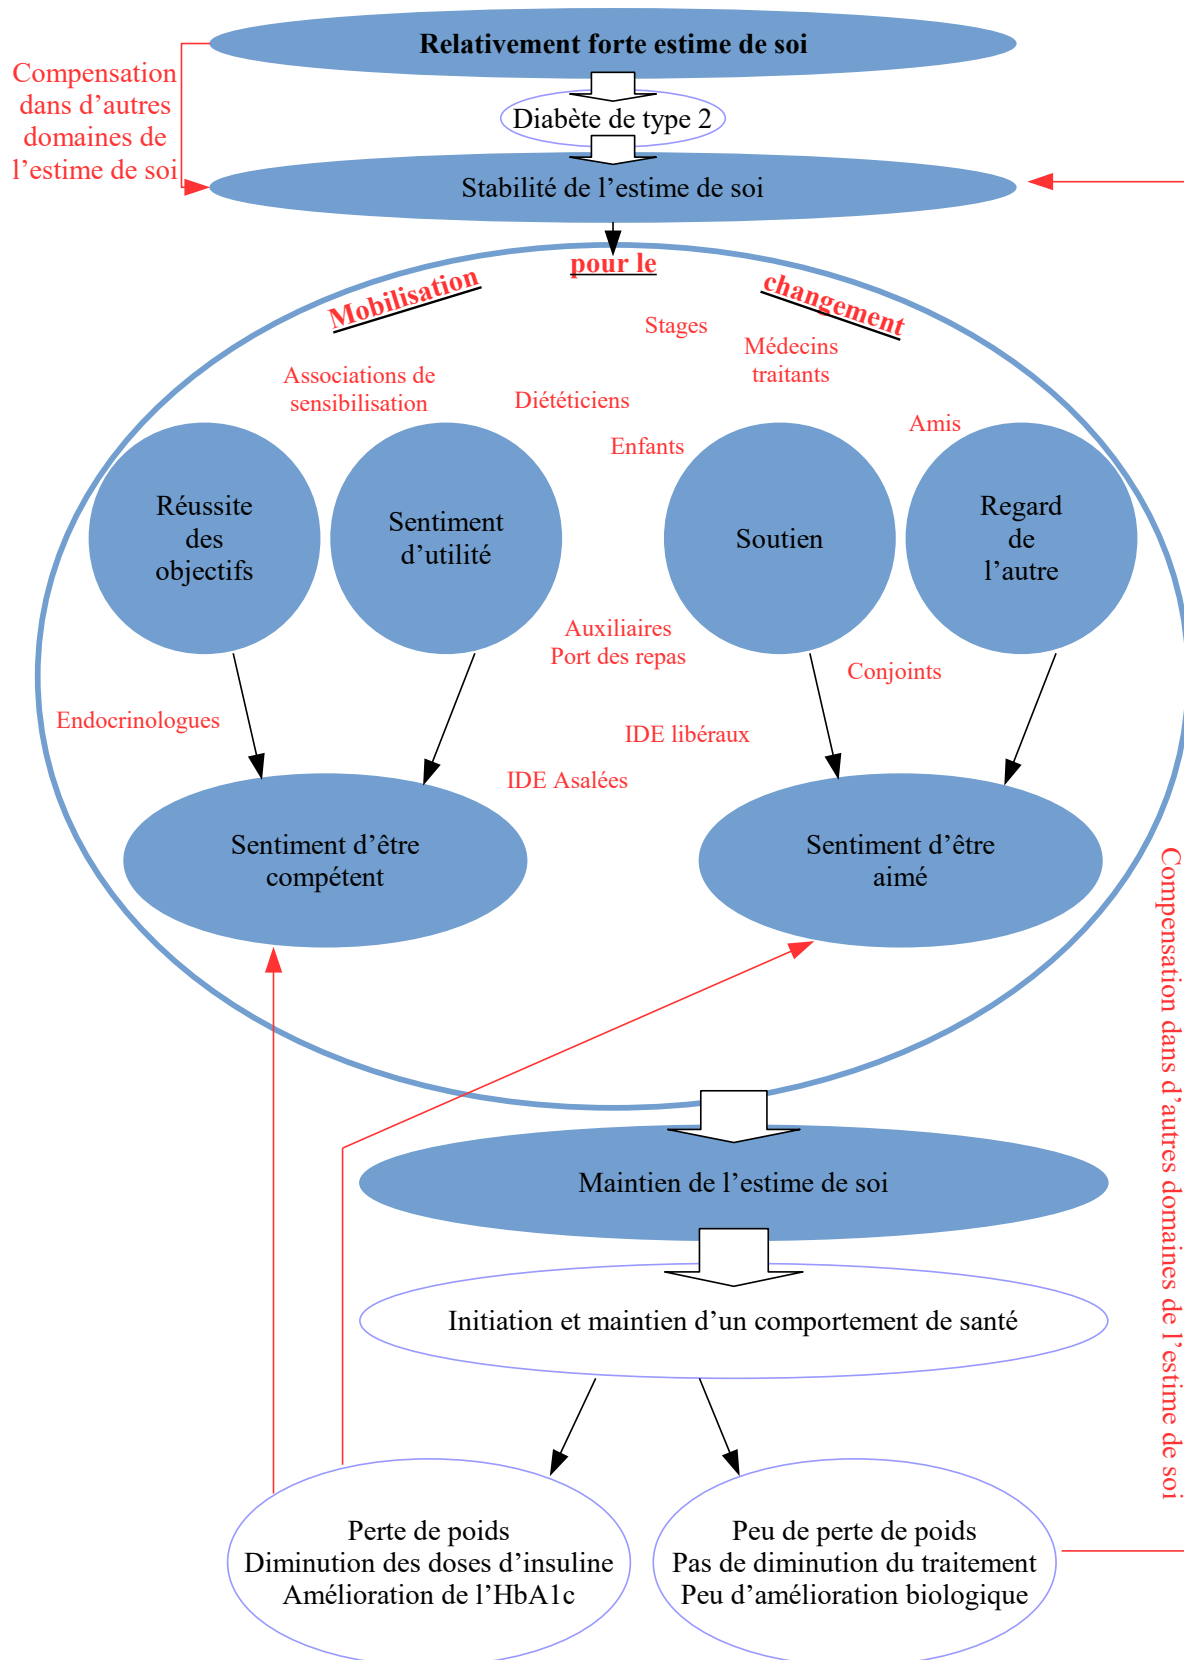 Relativement forte estime de soi
Compensation
dans d’autres
domaines de
l’estime de soi
Diabète de type 2
Stabilité de l’estime de soi
Mobilisation
pour le
changement
Stages
Médecins
traitants
Associations de
sensibilisation
Diététiciens
Enfants
Amis
Réussite
des
objectifs
Sentiment
d’utilité
Soutien
Regard
de
l’autre
Auxiliaires
Port des repas
Conjoints
Endocrinologues
IDE libéraux
IDE Asalées
Sentiment d’être
compétent
Sentiment d’être
aimé
Compensation dans d’autres domaines de l’estime de soi
Maintien de l’estime de soi
Initiation et maintien d’un comportement de santé
Perte de poids
Diminution des doses d’insuline
Amélioration de l’HbA1c
Peu de perte de poids
Pas de diminution du traitement
Peu d’amélioration biologique